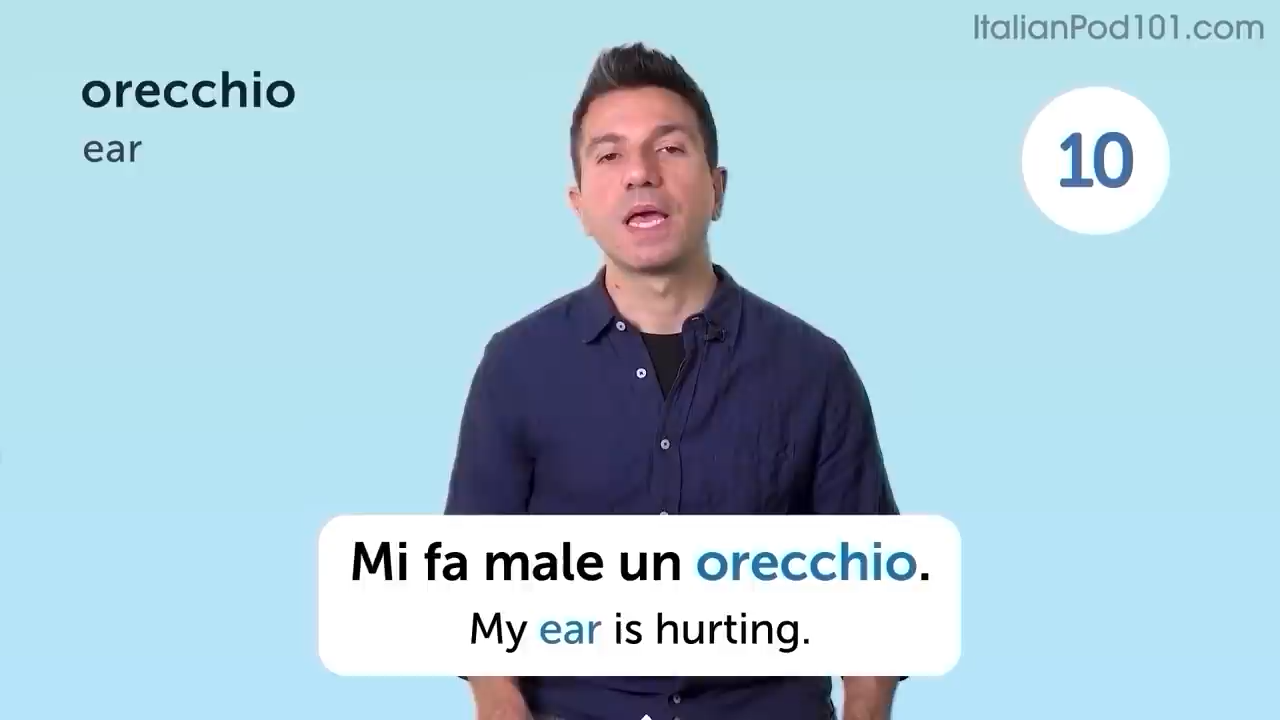 ItalianPod101.com
orecchio
ear
10
Mi fa male un orecchio.
My ear is hurting.